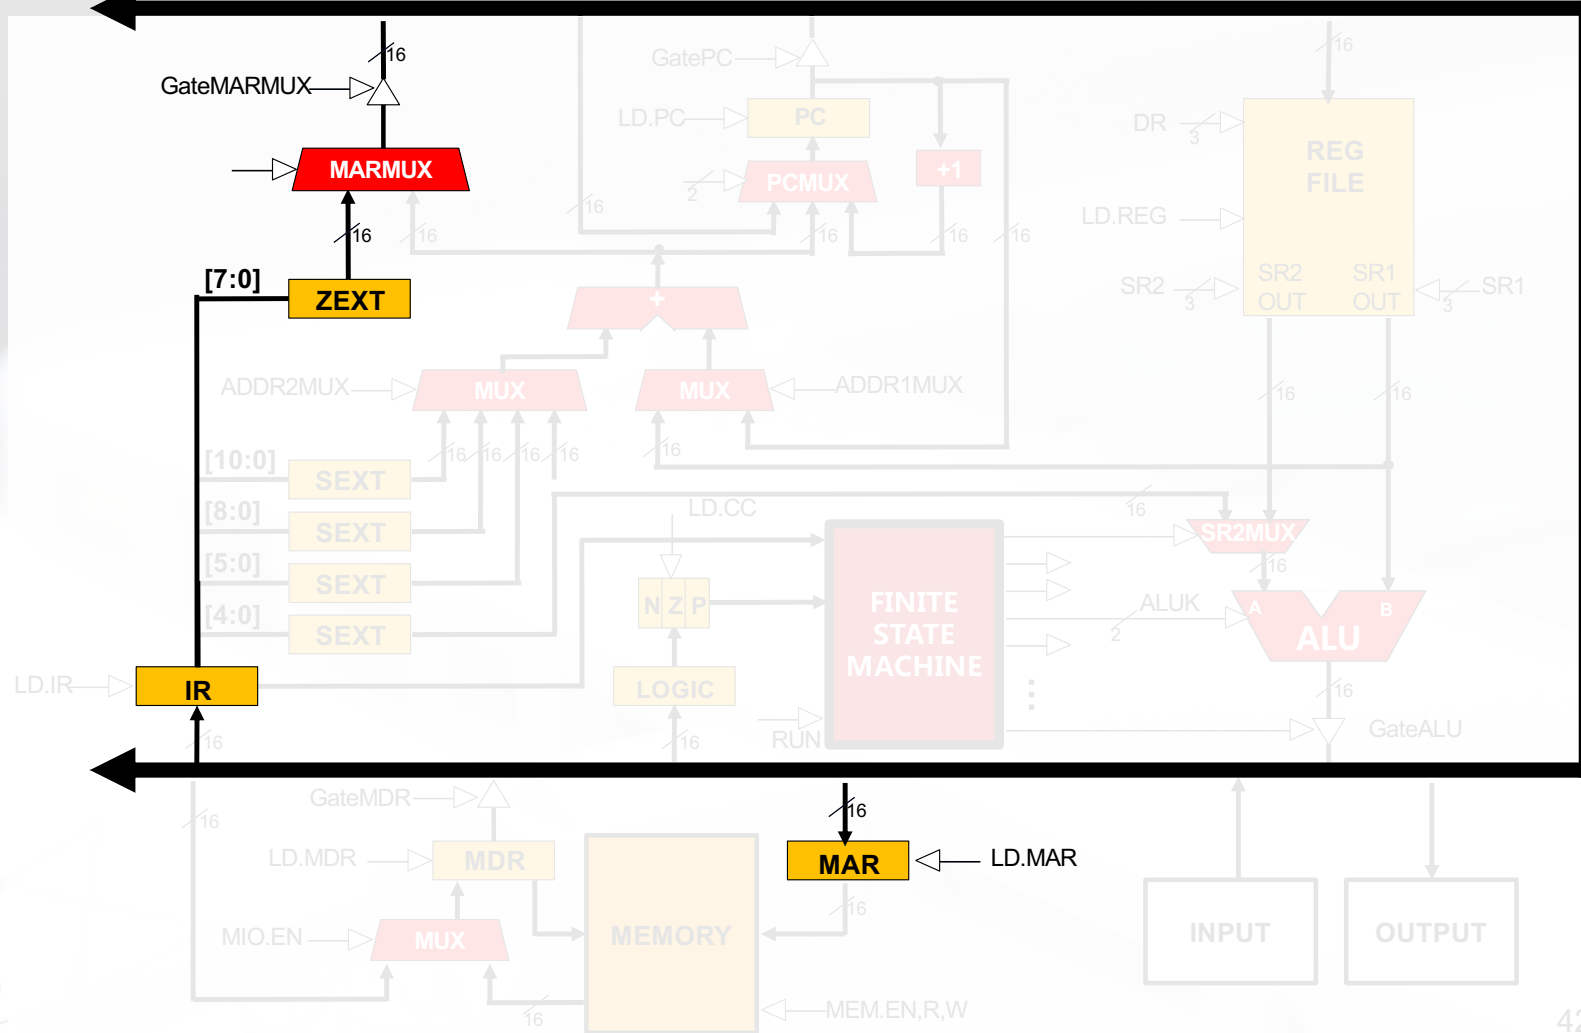 16
GatePC
16
GateMARMUX
LD.PC
PC
DR
3
REG
FILE
MARMUX
PCMUX
+1
2
16
LD.REG
16
16
16
16
16
[7:0]
ZEXT
+
SR2
OUT
SR1
OUT
SR2
3
SR1
3
ADDR2MUX
MUX
MUX
ADDR1MUX
16
16
16
16
16
16
16
[10:0]
SEXT
[8:0]
SEXT
LD.CC
16
SR2MUX
16
[5:0]
SEXT
N Z P
FINITE
STATE
MACHINE
ALUK
2
A
B
ALU
[4:0]
SEXT
LD.IR
IR
LOGIC
16
16
16
RUN
GateALU
GateMDR
16
16
LD.MDR
MDR
MAR
LD.MAR
16
MIO.EN
MUX
MEMORY
INPUT
OUTPUT
16
MEM.EN,R,W
42